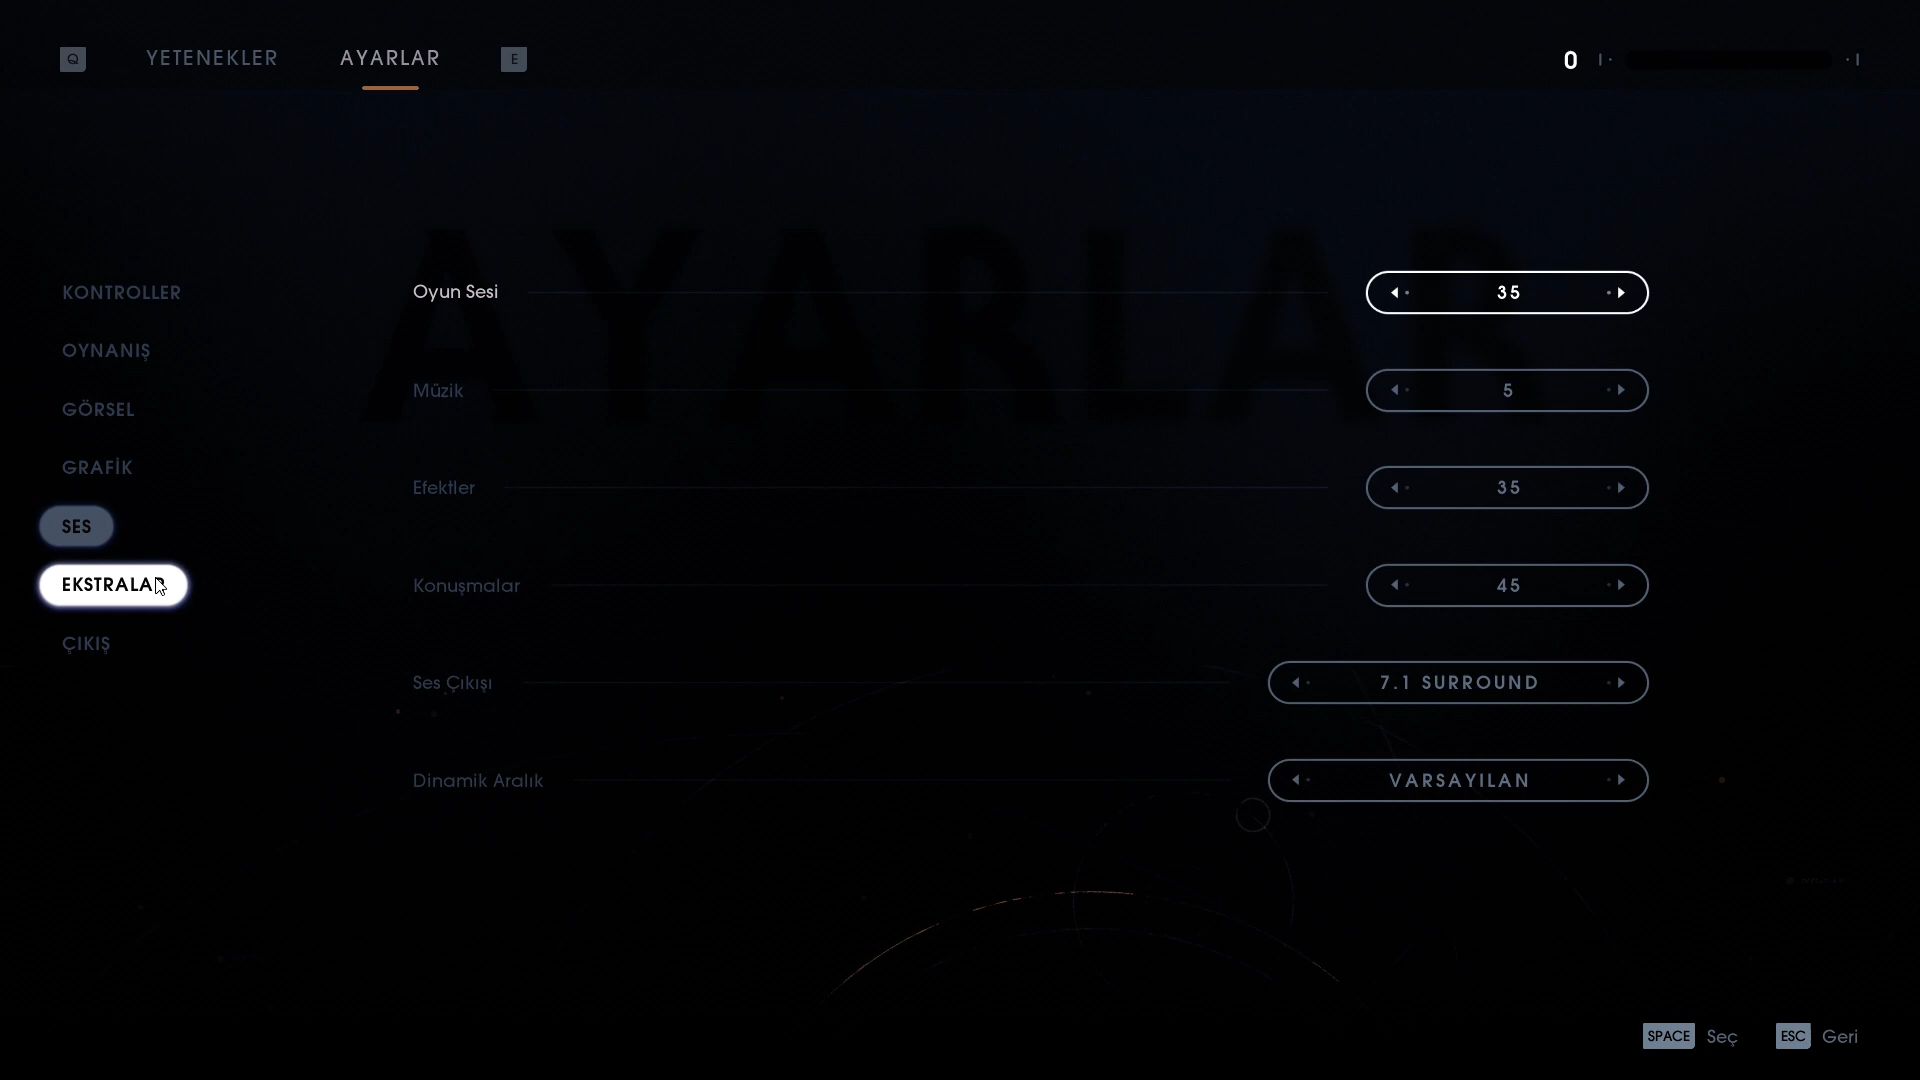 Q YETENEKLER AYARLAR E 0
AYARLAR
KONTROLLER
OYNANIŞ
GÖRSEL
GRAFİK
SES
EKSTRALAR
ÇIKIŞ
Oyun Sesi 35
Müzik 5
Efektler 35
Konuşmalar 45
Ses Çıkışı 7.1 SURROUND
Dinamik Aralık VARSAYILAN
SPACE Seç ESC Geri